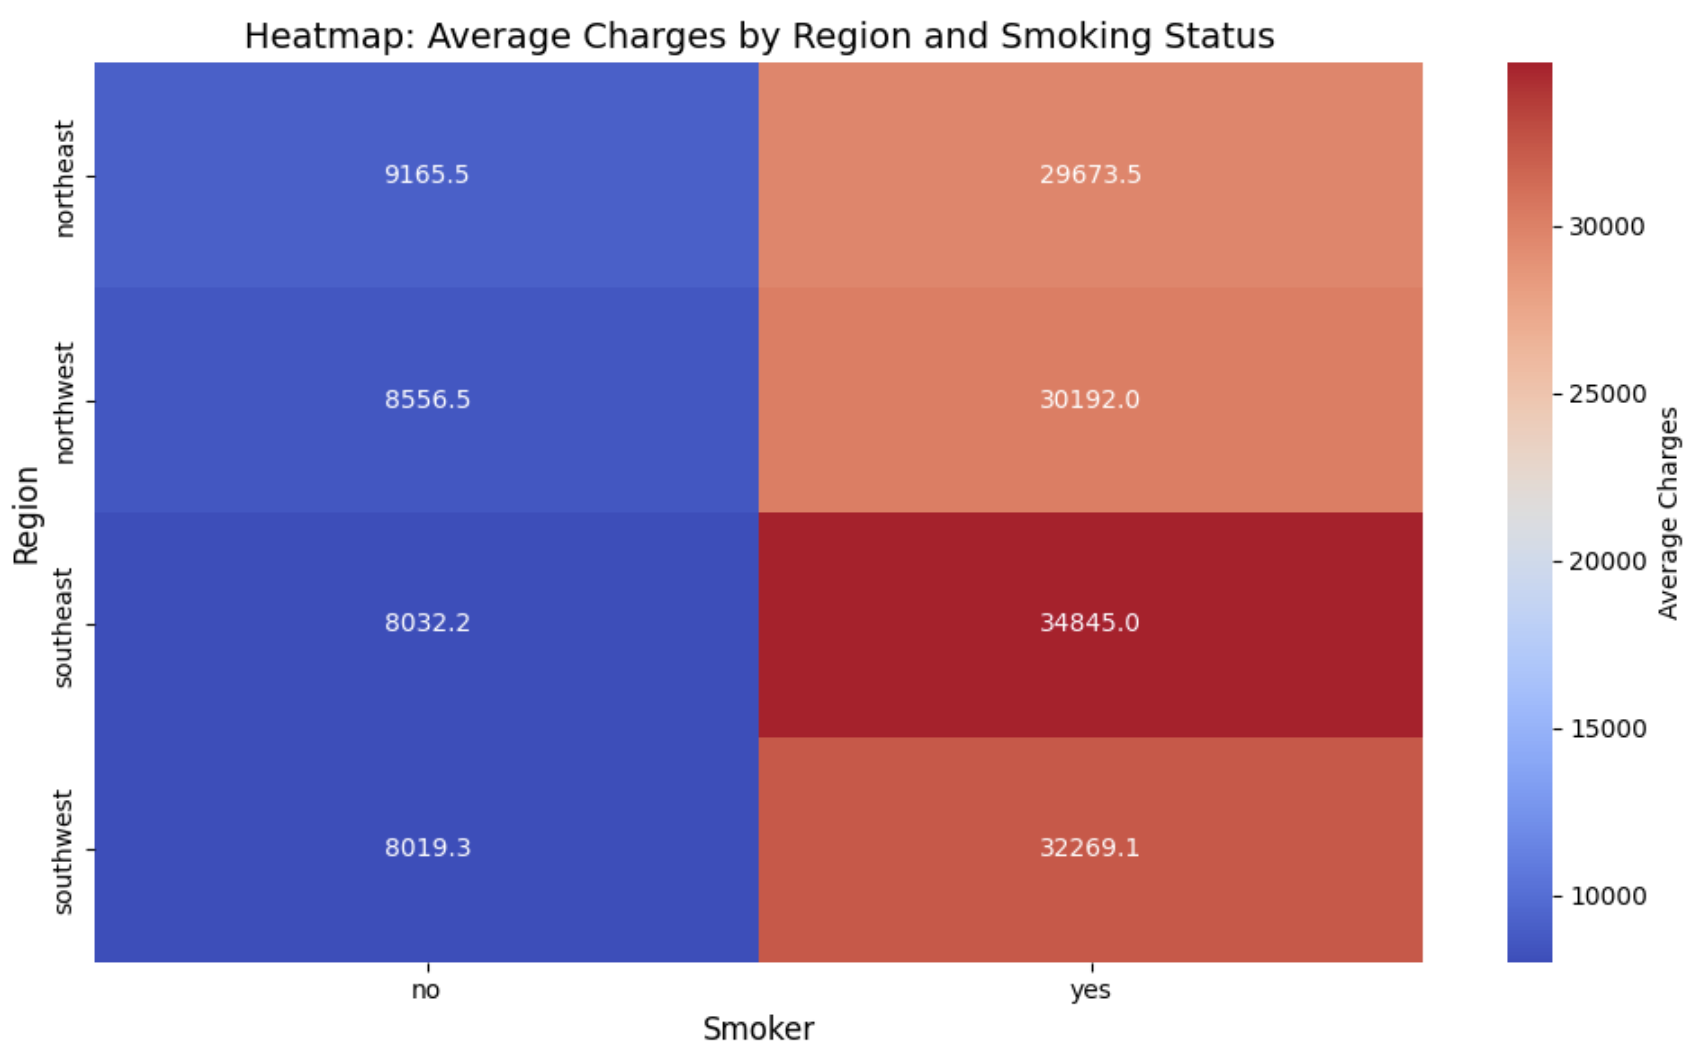 Heatmap: Average Charges by Region and Smoking Status
Region
northeast
9165.5
29673.5
northwest
8556.5
30192.0
southeast
8032.2
34845.0
southwest
8019.3
32269.1
no
yes
Smoker
30000
25000
20000
15000
10000
Average Charges